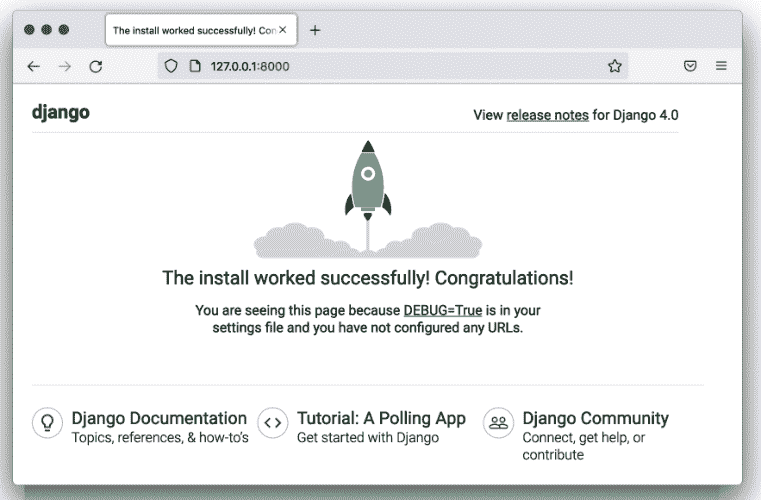 The install worked successfully! Con
127.0.0.1:8000
django
View release notes for Django 4.0
The install worked successfully! Congratulations!
You are seeing this page because DEBUG=True is in your
settings file and you have not configured any URLs.
Django Documentation
Topics, references, & how-to's
Tutorial: A Polling App
Get started with Django
Django Community
Connect, get help, or
contribute